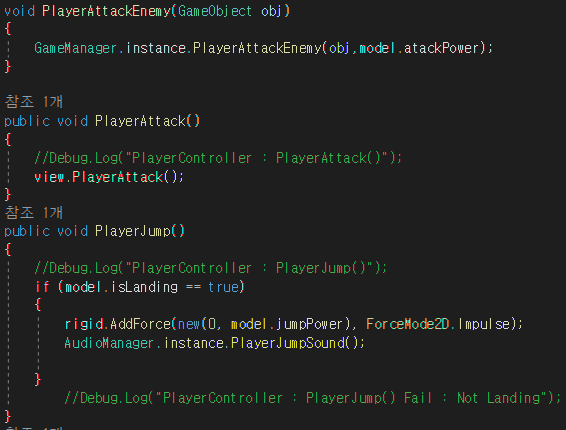 void PlayerAttackEnemy(GameObject obj)
{
GameManager.instance.PlayerAttackEnemy(obj,model.atackPower);
}
참조 1개
public void PlayerAttack()
{
//Debug.Log("PlayerController : PlayerAttack()");
view.PlayerAttack();
}
참조 1개
public void PlayerJump()
{
//Debug.Log("PlayerController : PlayerJump()");
if (model.isLanding == true)
{
rigid.AddForce(new(0, model.jumpPower), ForceMode2D.Impulse);
AudioManager.instance.PlayerJumpSound();
}
//Debug.Log("PlayerController : PlayerJump() Fail : Not Landing");
}